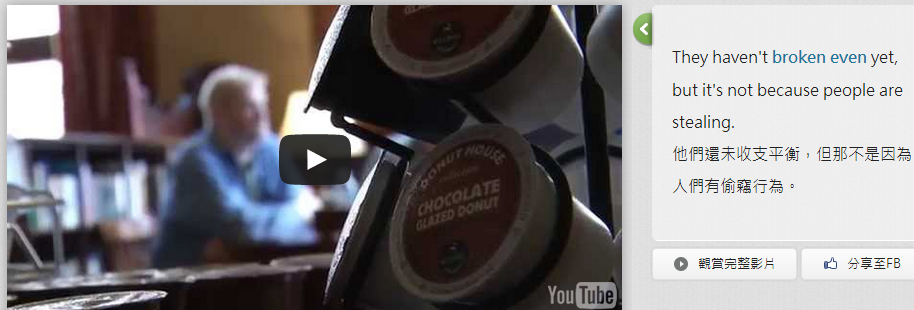 DONUT HOUSE
collection
CHOCOLATE
GLAZED DONUT
YouTube
They haven't broken even yet,
but it's not because people are
stealing.
他們還未收支平衡，但那不是因為
人們有偷竊行為。
觀賞完整影片
分享至FB